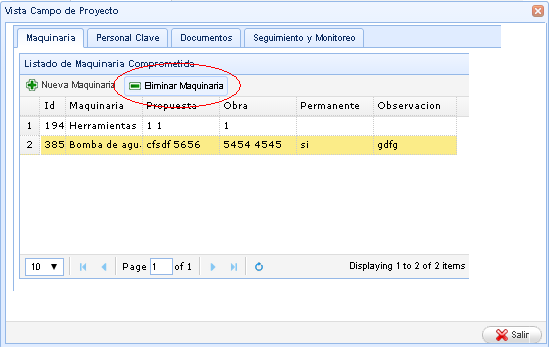 Vista Campo de Proyecto
Maquinaria Personal Clave Documentos Seguimiento y Monitoreo
Listado de Maquinaria Comprometida
Nueva Maquinaria Eliminar Maquinaria
Id Maquinaria Propuesta Obra Permanente Observacion
1 194 Herramientas 1 1 1
2 385 Bomba de agu. cfsdf 5656 5454 4545 si gdfg
10 Page 1 of 1 Displaying 1 to 2 of 2 items
Salir